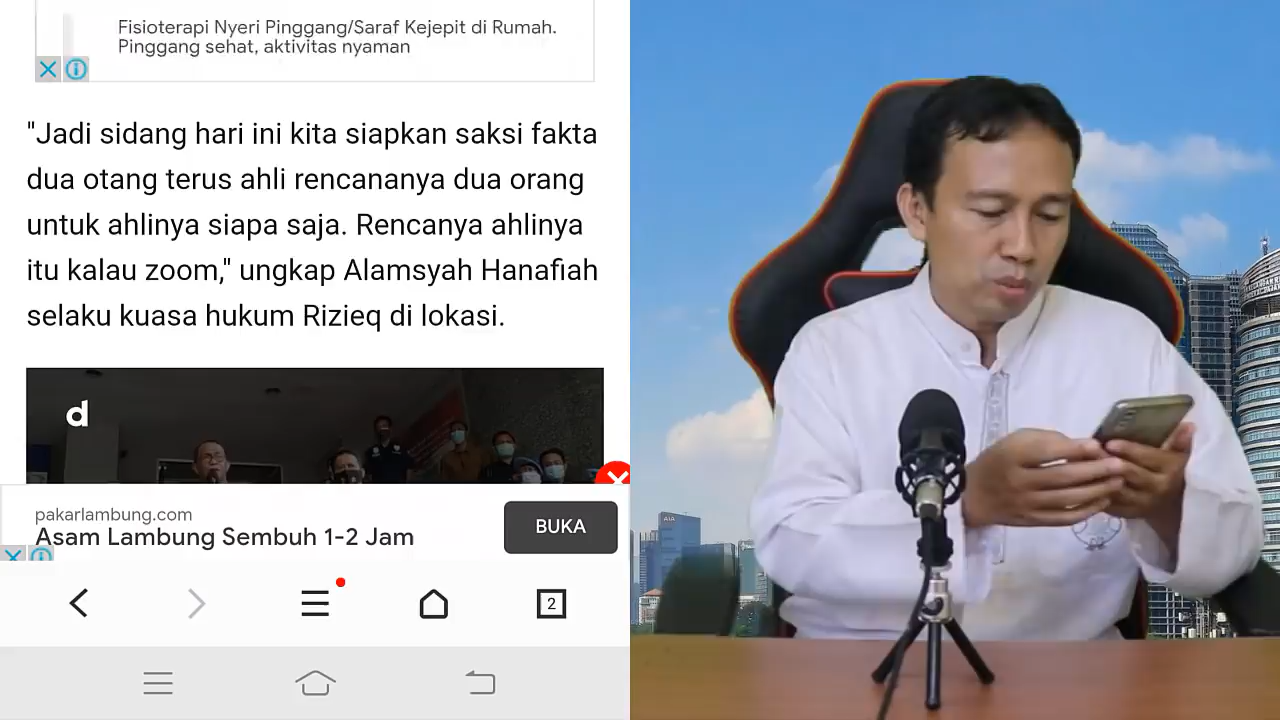 Fisioterapi Nyeri Pinggang/Saraf Kejepit di Rumah.
Pinggang sehat, aktivitas nyaman
"Jadi sidang hari ini kita siapkan saksi fakta
dua otang terus ahli rencananya dua orang
untuk ahlinya siapa saja. Rencanya ahlinya
itu kalau zoom," ungkap Alamsyah Hanafiah
selaku kuasa hukum Rizieq di lokasi.
d
pakarlambung.com
Asam Lambung Sembuh 1-2 Jam
BUKA
2
AIA